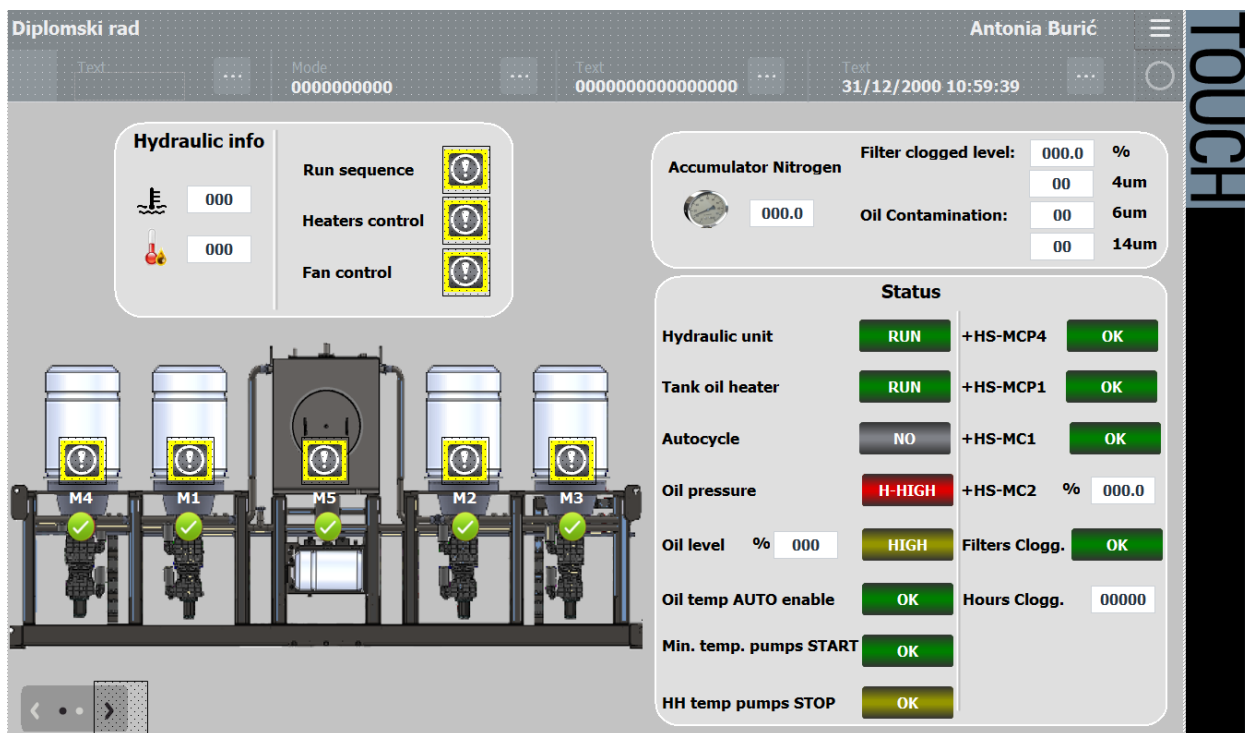 Diplomski rad
Antonia Burić
TOUCH
Text
...
Mode
0000000000
...
Text
0000000000000000
...
Text
31/12/2000 10:59:39
...
Hydraulic info
000
000
Run sequence
Heaters control
Fan control
Accumulator Nitrogen
000.0
Filter clogged level: 000.0 %
00 4um
Oil Contamination: 00 6um
00 14um
Status
Hydraulic unit RUN +HS-MCP4 OK
Tank oil heater RUN +HS-MCP1 OK
Autocycle NO +HS-MC1 OK
Oil pressure H-HIGH +HS-MC2 % 000.0
Oil level % 000 HIGH Filters Clogg. OK
Oil temp AUTO enable OK Hours Clogg. 00000
Min. temp. pumps START OK
HH temp pumps STOP OK
M4 M1 M5 M2 M3